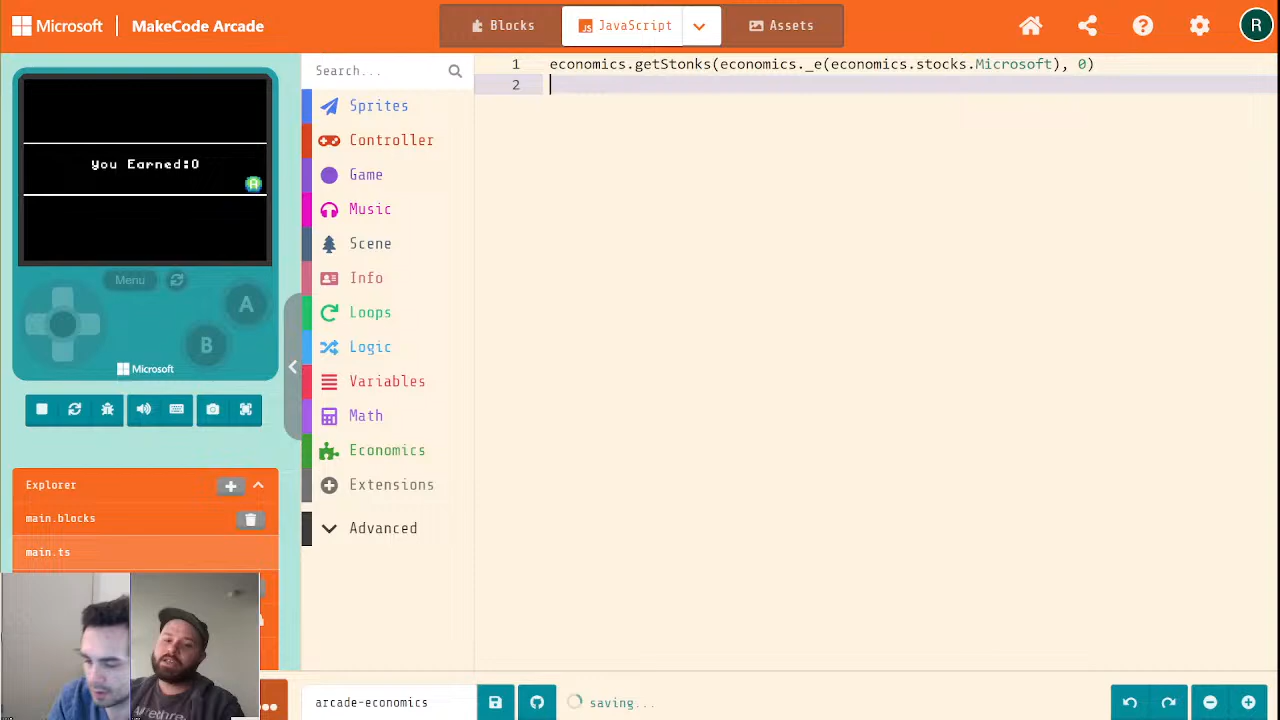 Microsoft
MakeCode Arcade
Blocks
JavaScript
Assets
R
You Earned:0
A
Menu
A
B
Microsoft
Search...
Sprites
Controller
Game
Music
Scene
Info
Loops
Logic
Variables
Math
Economics
Extensions
Advanced
1
economics.getStonks(economics._e(economics.stocks.Microsoft), 0)
2
Explorer
main.blocks
main.ts
arcade-economics
saving...